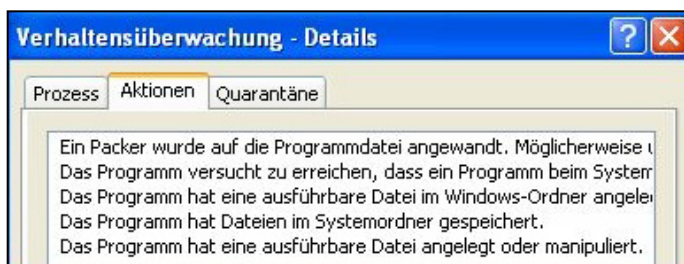 Verhaltensüberwachung - Details
Prozess Aktionen Quarantäne
Ein Packer wurde auf die Programmdatei angewandt. Möglicherweise
Das Programm versucht zu erreichen, dass ein Programm beim System
Das Programm hat eine ausführbare Datei im Windows-Ordner angele
Das Programm hat Dateien im Systemordner gespeichert.
Das Programm hat eine ausführbare Datei angelegt oder manipuliert.